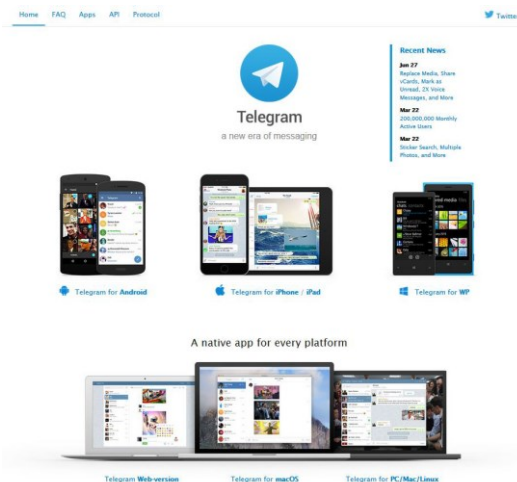 Home FAQ Apps API Protocol
Recent News
Jun 27
Replace Media, Share
vCards, Mark as
Unread, 2X Voice
Messages, and More
Mar 22
200,000,000 Monthly
Active Users
Mar 22
Sticker Search, Multiple
Photos, and More
Telegram
a new era of messaging
Telegram for Android
Telegram for iPhone / iPad
Telegram for WP
A native app for every platform
Telegram Web-version
Telegram for macOS
Telegram for PC/Mac/Linux